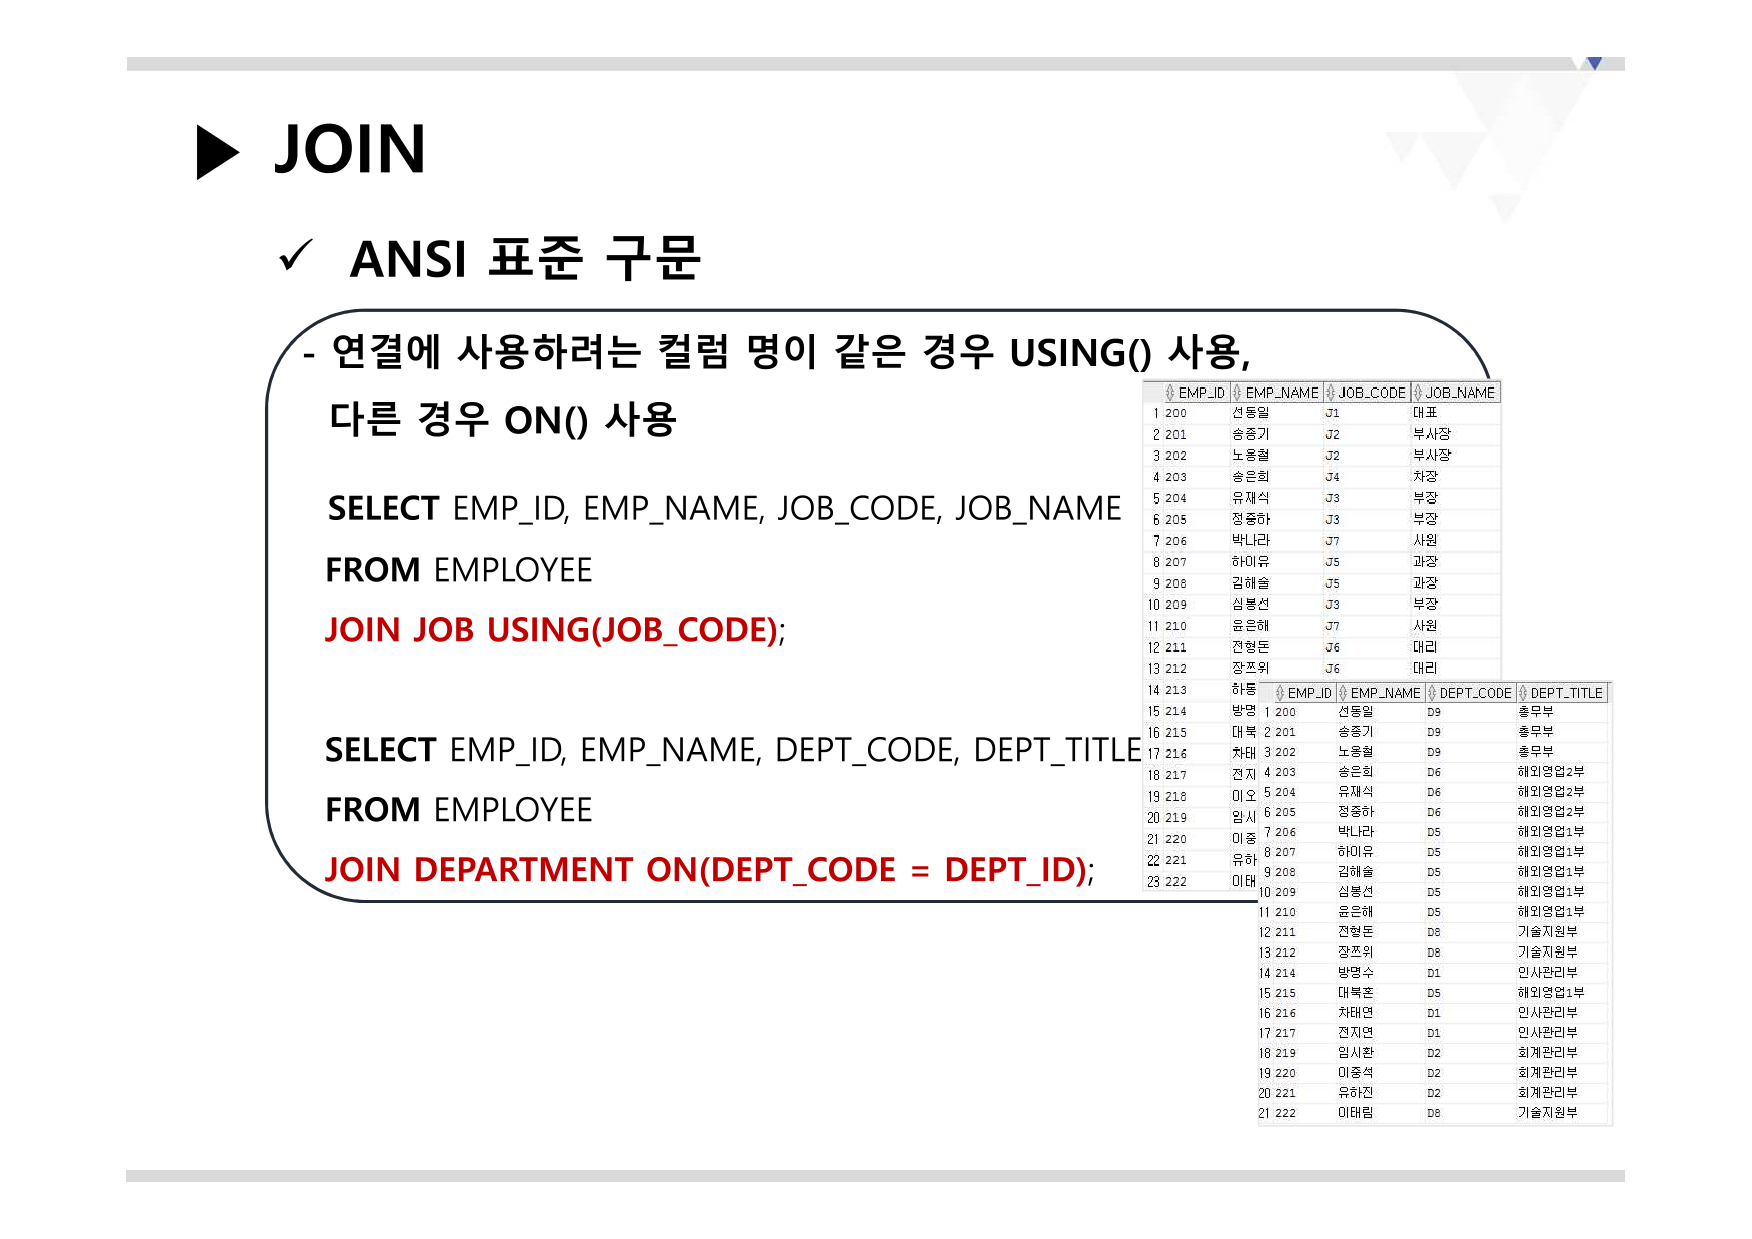 JOIN
ANSI 표준 구문
- 연결에 사용하려는 컬럼 명이 같은 경우 USING() 사용,
다른 경우 ON() 사용
SELECT EMP_ID, EMP_NAME, JOB_CODE, JOB_NAME
FROM EMPLOYEE
JOIN JOB USING(JOB_CODE);
SELECT EMP_ID, EMP_NAME, DEPT_CODE, DEPT_TITLE
FROM EMPLOYEE
JOIN DEPARTMENT ON(DEPT_CODE = DEPT_ID);
EMP_ID EMP_NAME JOB_CODE JOB_NAME
1 200 선동일 J1 대표
2 201 송종기 J2 부사장
3 202 노옹철 J2 부사장
4 203 송은희 J4 차장
5 204 유재식 J3 부장
6 205 정중하 J3 부장
7 206 박나라 J7 사원
8 207 하이유 J5 과장
9 208 김해술 J5 과장
10 209 심봉선 J3 부장
11 210 윤은해 J7 사원
12 211 전형돈 J6 대리
13 212 장쯔위 J6 대리
14 213 하동
15 214 방명
16 215 대북
17 216 차태
18 217 전지
19 218 이오
20 219 임시
21 220 이중
22 221 유하
23 222 이태
EMP_ID EMP_NAME DEPT_CODE DEPT_TITLE
1 200 선동일 D9 총무부
2 201 송종기 D9 총무부
3 202 노옹철 D9 총무부
4 203 송은희 D6 해외영업2부
5 204 유재식 D6 해외영업2부
6 205 정중하 D6 해외영업2부
7 206 박나라 D5 해외영업1부
8 207 하이유 D5 해외영업1부
9 208 김해술 D5 해외영업1부
10 209 심봉선 D5 해외영업1부
11 210 윤은해 D5 해외영업1부
12 211 전형돈 D8 기술지원부
13 212 장쯔위 D8 기술지원부
14 214 방명수 D1 인사관리부
15 215 대북혼 D5 해외영업1부
16 216 차태연 D1 인사관리부
17 217 전지연 D1 인사관리부
18 219 임시환 D2 회계관리부
19 220 이중석 D2 회계관리부
20 221 유하진 D2 회계관리부
21 222 이태림 D8 기술지원부